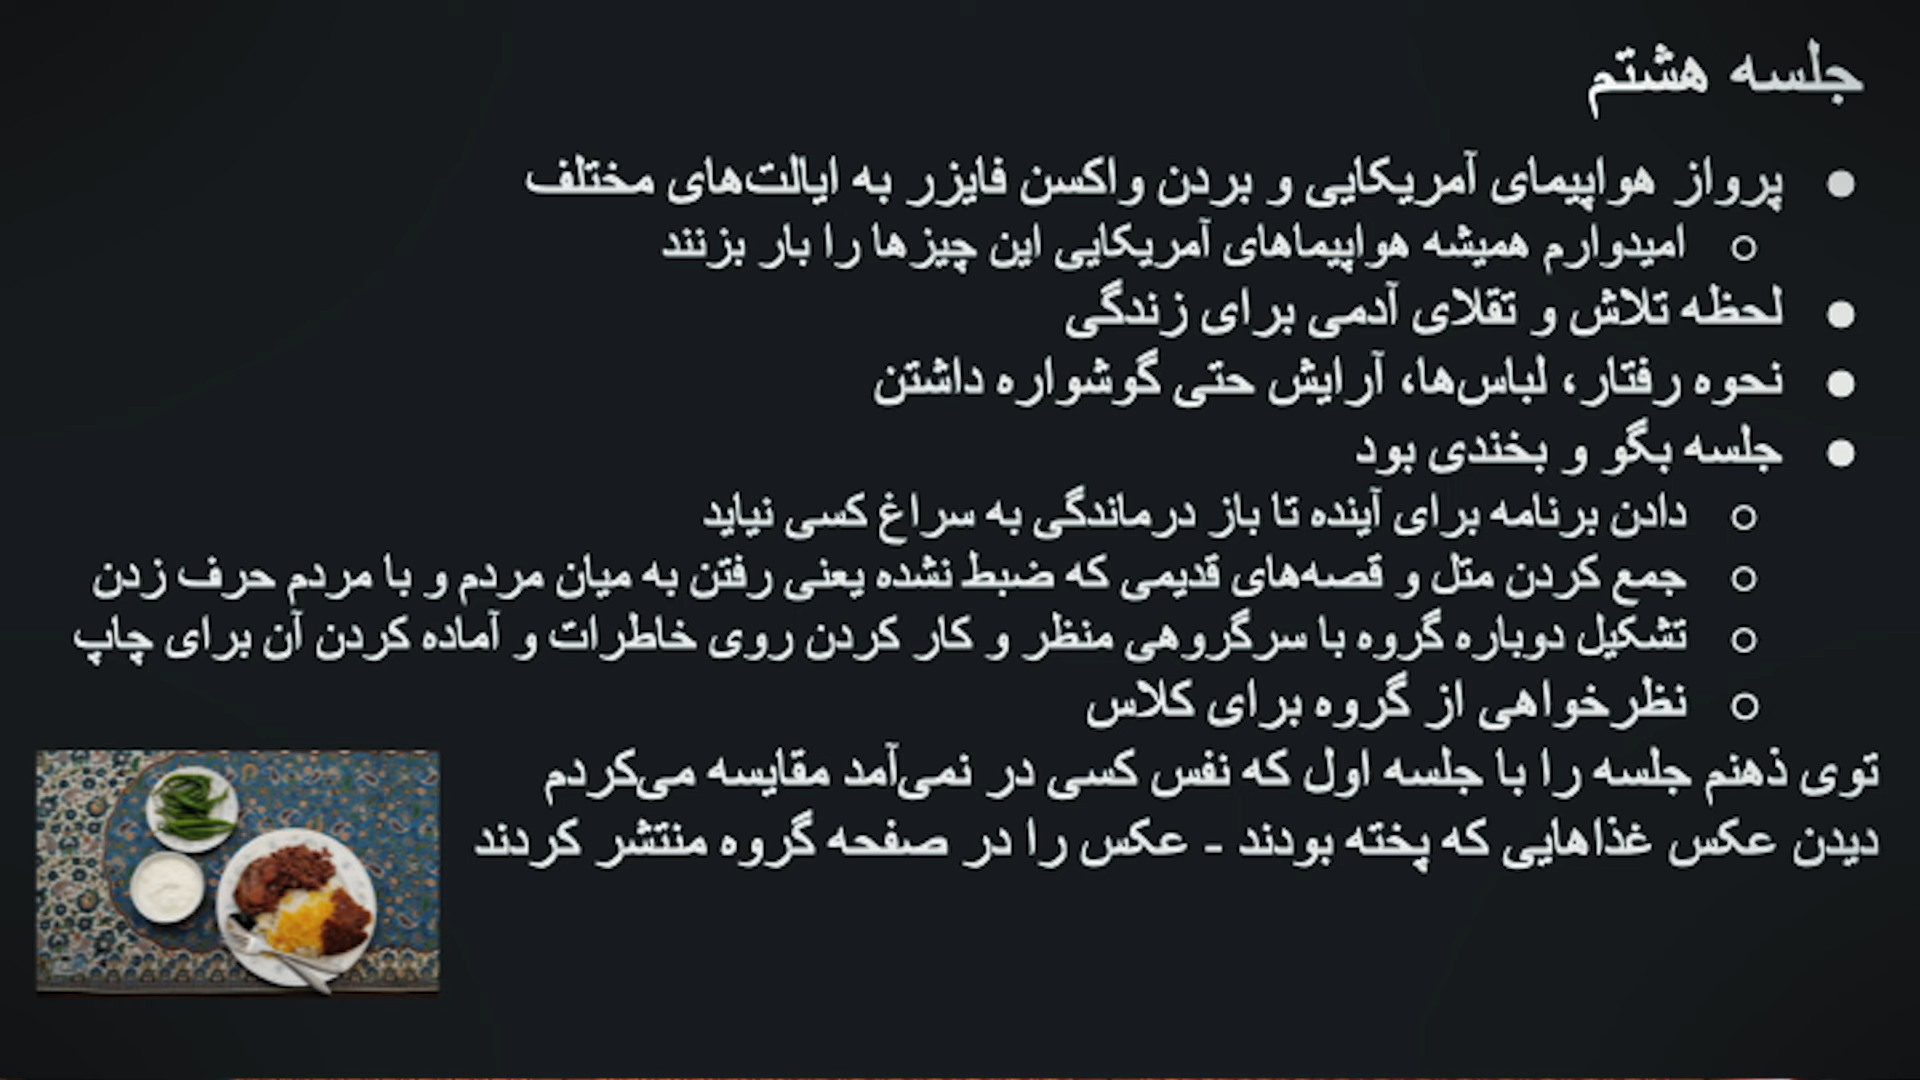 جلسه هشتم
● پرواز هواپیمای آمریکایی و بردن واکسن فایزر به ایالت‌های مختلف
○ امیدوارم همیشه هواپیماهای آمریکایی این چیزها را بار بزنند
● لحظه تلاش و تقلای آدمی برای زندگی
● نحوه رفتار، لباس‌ها، آرایش حتی گوشواره داشتن
● جلسه بگو و بخندی بود
○ دادن برنامه برای آینده تا باز درماندگی به سراغ کسی نیاید
○ جمع کردن متل و قصه‌های قدیمی که ضبط نشده یعنی رفتن به میان مردم و با مردم حرف زدن
○ تشکیل دوباره گروه با سرگروهی منظر و کار کردن روی خاطرات و آماده کردن آن برای چاپ
○ نظرخواهی از گروه برای کلاس
توی ذهنم جلسه را با جلسه اول که نفس کسی در نمی‌آمد مقایسه می‌کردم
دیدن عکس غذاهایی که پخته بودند - عکس را در صفحه گروه منتشر کردند